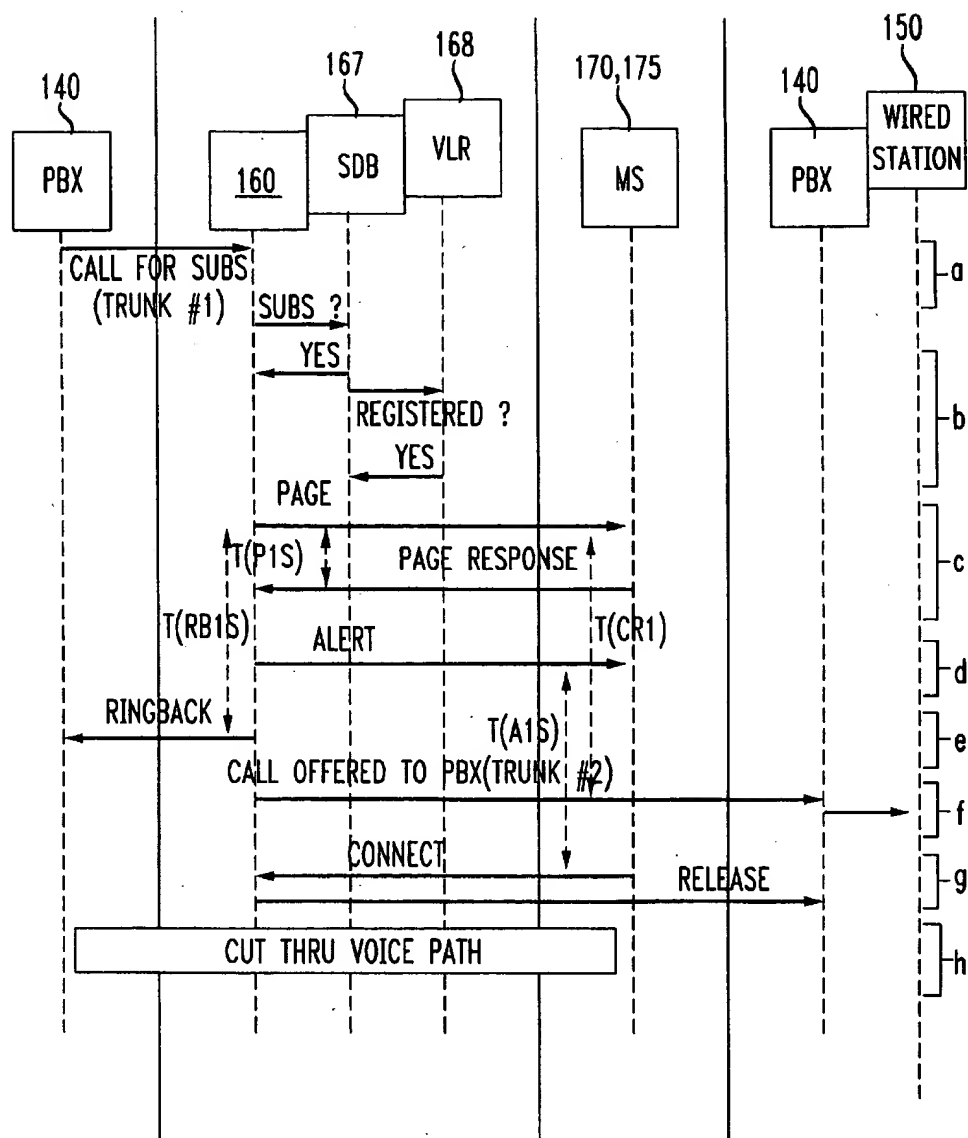 150
168
167
170,175
140
140
WIRED
STATION
VLR
SDB
PBX
160
MS
PBX
CALL FOR SUBS
(TRUNK #1)
a
SUBS ?
YES
REGISTERED ?
b
YES
PAGE
T(P1S)
PAGE RESPONSE
c
T(RB1S)
T(CR1)
ALERT
d
RINGBACK
T(A1S)
e
CALL OFFERED TO PBX(TRUNK #2)
f
CONNECT
g
RELEASE
CUT THRU VOICE PATH
h